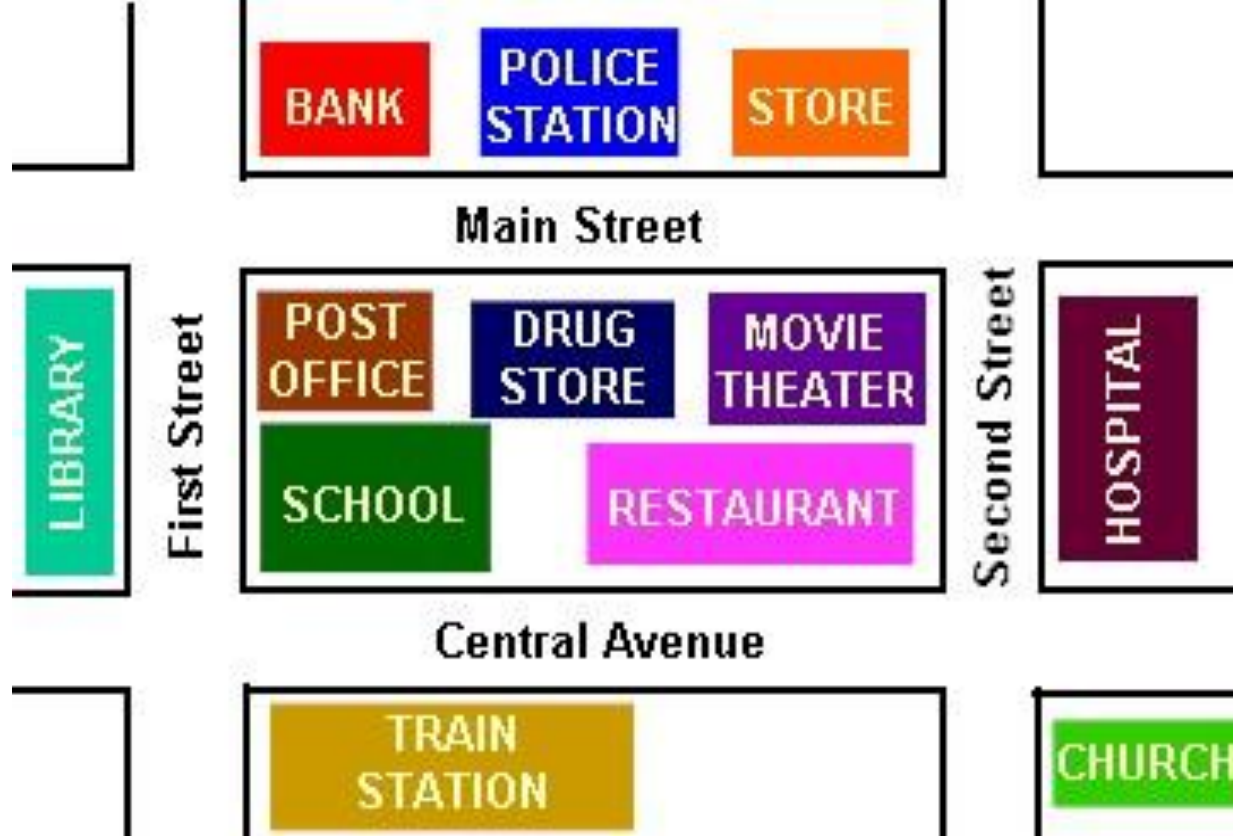 BANK
POLICE
STATION
STORE
Main Street
LIBRARY
First Street
POST
OFFICE
DRUG
STORE
MOVIE
THEATER
SCHOOL
RESTAURANT
Second Street
HOSPITAL
Central Avenue
TRAIN
STATION
CHURCH